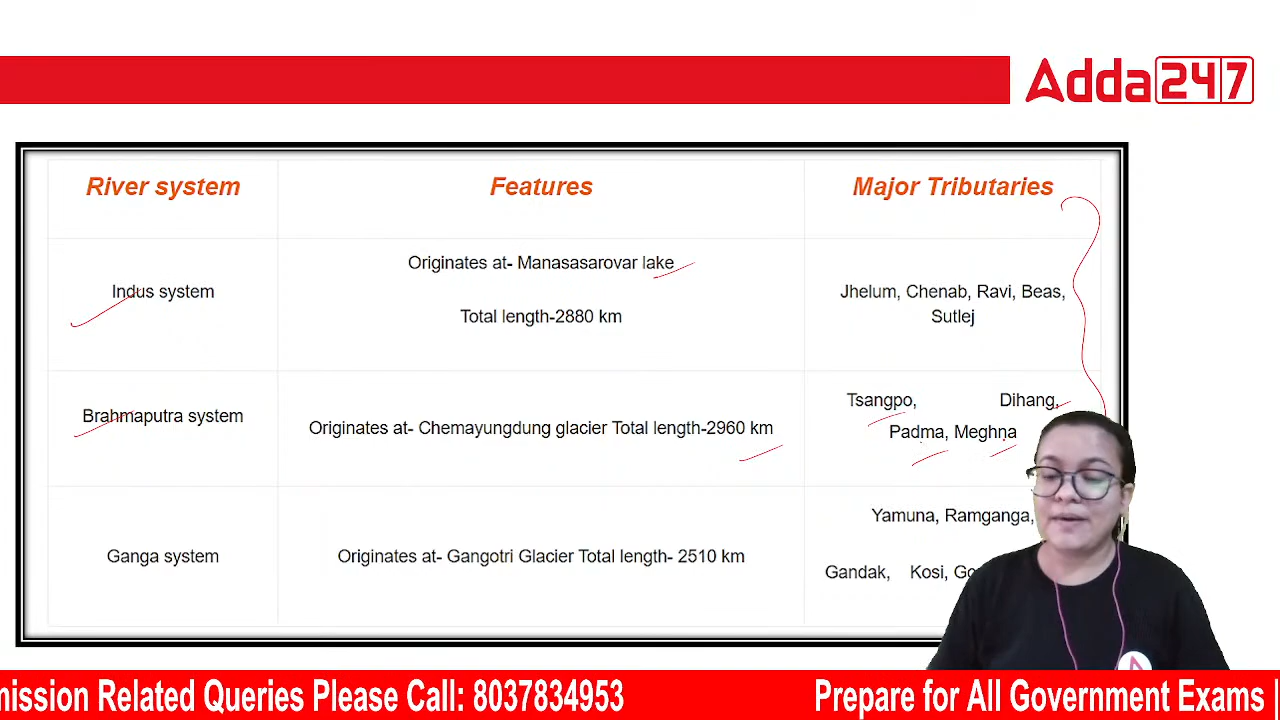 Adda247
River system
Features
Major Tributaries
Indus system
Originates at- Manasasarovar lake
Total length-2880 km
Jhelum, Chenab, Ravi, Beas,
Sutlej
Brahmaputra system
Originates at- Chemayungdung glacier Total length-2960 km
Tsangpo, Dihang,
Padma, Meghna
Ganga system
Originates at- Gangotri Glacier Total length- 2510 km
Yamuna, Ramganga,
Gandak, Kosi,
Related Queries Please Call: 8037834953
Prepare for All Government Exams |